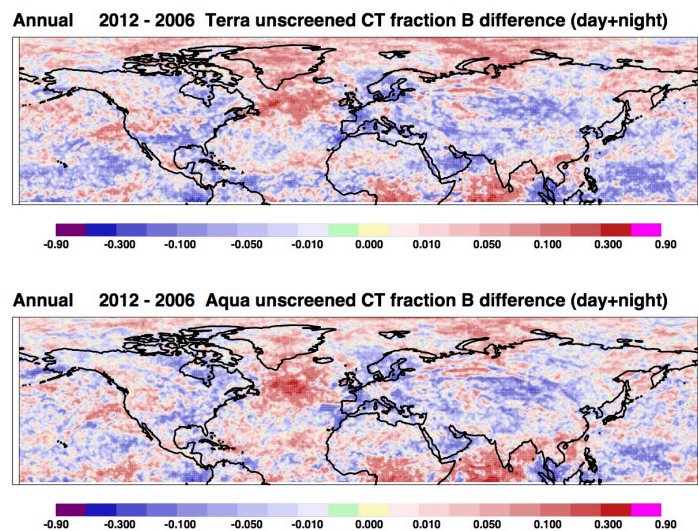 Annual 2012 - 2006 Terra unscreened CT fraction B difference (day+night)
-0.90 -0.300 -0.100 -0.050 -0.010 0.000 0.010 0.050 0.100 0.300 0.90
Annual 2012 - 2006 Aqua unscreened CT fraction B difference (day+night)
-0.90 -0.300 -0.100 -0.050 -0.010 0.000 0.010 0.050 0.100 0.300 0.90